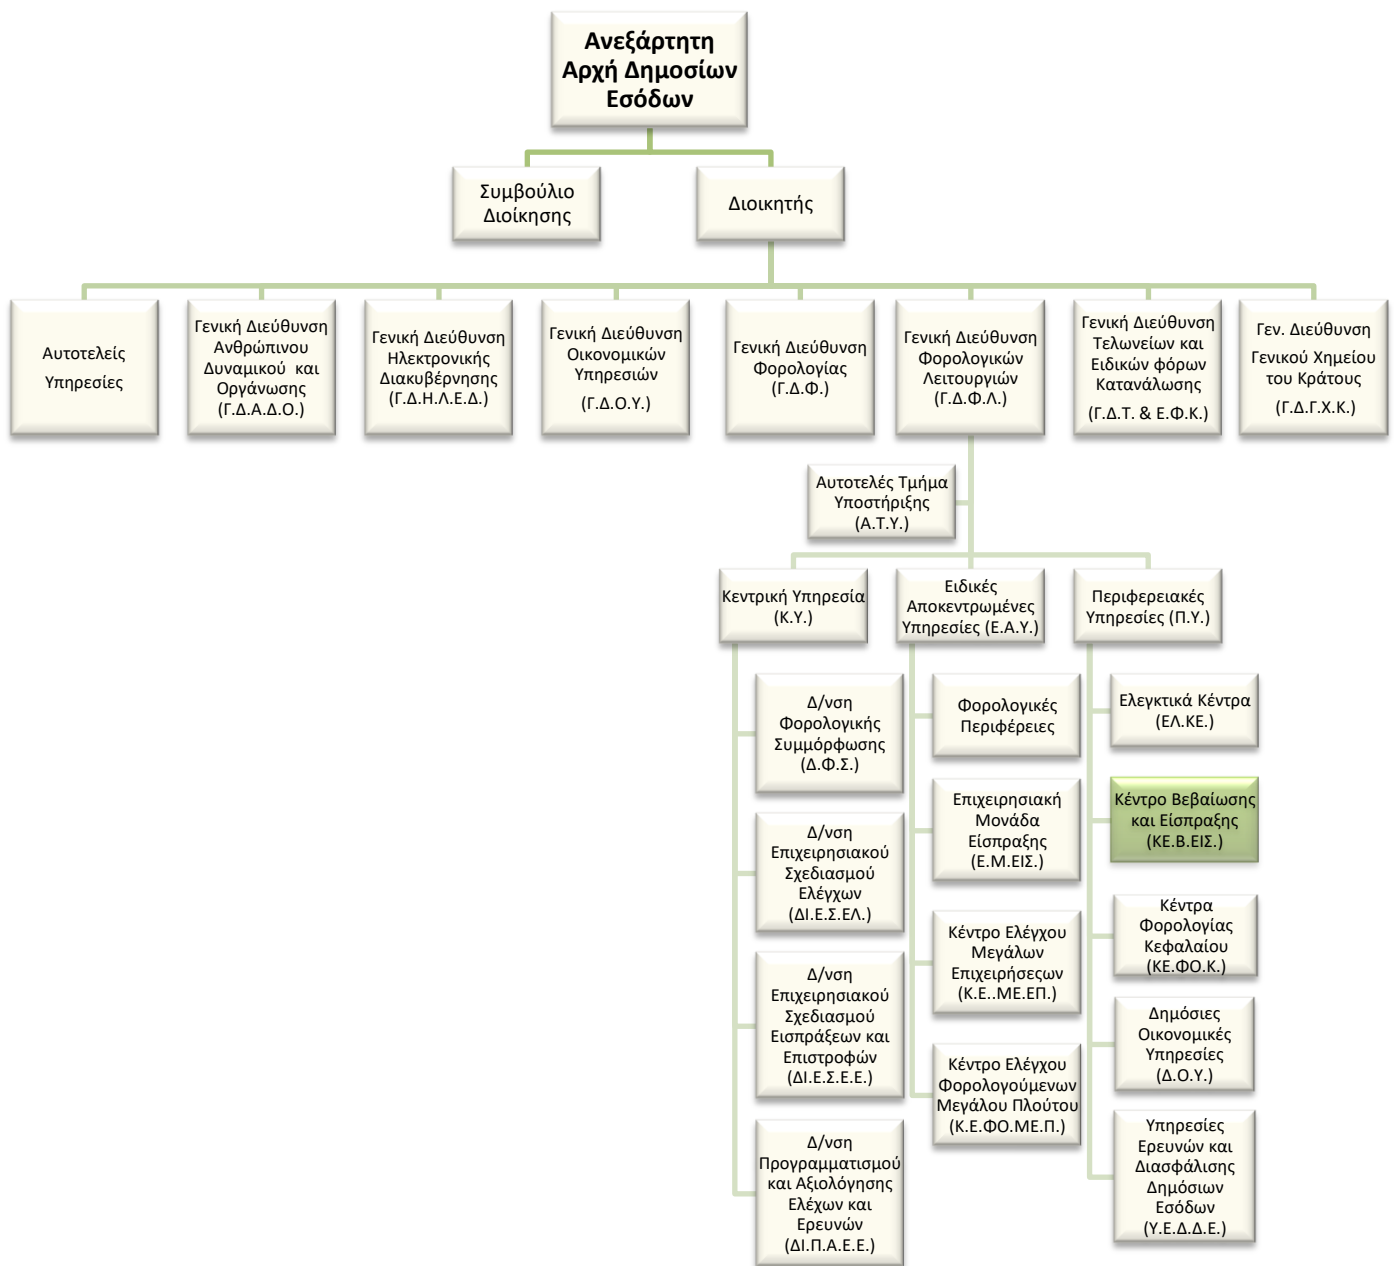 Ανεξάρτητη
Αρχή Δημοσίων
Εσόδων
Συμβούλιο
Διοίκησης
Διοικητής
Αυτοτελείς
Υπηρεσίες
Γενική Διεύθυνση
Ανθρώπινου
Δυναμικού και
Οργάνωσης
(Γ.Δ.Α.Δ.Ο.)
Γενική Διεύθυνση
Ηλεκτρονικής
Διακυβέρνησης
(Γ.Δ.Η.Λ.Ε.Δ.)
Γενική Διεύθυνση
Οικονομικών
Υπηρεσιών
(Γ.Δ.Ο.Υ.)
Γενική Διεύθυνση
Φορολογίας
(Γ.Δ.Φ.)
Γενική Διεύθυνση
Φορολογικών
Λειτουργιών
(Γ.Δ.Φ.Λ.)
Γενική Διεύθυνση
Τελωνείων και
Ειδικών φόρων
Κατανάλωσης
(Γ.Δ.Τ. & Ε.Φ.Κ.)
Γεν. Διεύθυνση
Γενικού Χημείου
του Κράτους
(Γ.Δ.Γ.Χ.Κ.)
Αυτοτελές Τμήμα
Υποστήριξης
(Α.Τ.Υ.)
Κεντρική Υπηρεσία
(Κ.Υ.)
Δ/νση
Φορολογικής
Συμμόρφωσης
(Δ.Φ.Σ.)
Δ/νση
Επιχειρησιακού
Σχεδιασμού
Ελέγχων
(ΔΙ.Ε.Σ.ΕΛ.)
Δ/νση
Επιχειρησιακού
Σχεδιασμού
Εισπράξεων και
Επιστροφών
(ΔΙ.Ε.Σ.Ε.Ε.)
Δ/νση
Προγραμματισμού
και Αξιολόγησης
Ελέχων και
Ερευνών
(ΔΙ.Π.Α.Ε.Ε.)
Ειδικές
Αποκεντρωμένες
Υπηρεσίες (Ε.Α.Υ.)
Φορολογικές
Περιφέρειες
Επιχειρησιακή
Μονάδα
Είσπραξης
(Ε.Μ.ΕΙΣ.)
Κέντρο Ελέγχου
Μεγάλων
Επιχειρήσεςων
(Κ.Ε..ΜΕ.ΕΠ.)
Κέντρο Ελέγχου
Φορολογούμενων
Μεγάλου Πλούτου
(Κ.Ε.ΦΟ.ΜΕ.Π.)
Περιφερειακές
Υπηρεσίες (Π.Υ.)
Ελεγκτικά Κέντρα
(ΕΛ.ΚΕ.)
Κέντρο Βεβαίωσης
και Είσπραξης
(ΚΕ.Β.ΕΙΣ.)
Κέντρα
Φορολογίας
Κεφαλαίου
(ΚΕ.ΦΟ.Κ.)
Δημόσιες
Οικονομικές
Υπηρεσίες
(Δ.Ο.Υ.)
Υπηρεσίες
Ερευνών και
Διασφάλισης
Δημόσιων
Εσόδων
(Υ.Ε.Δ.Δ.Ε.)